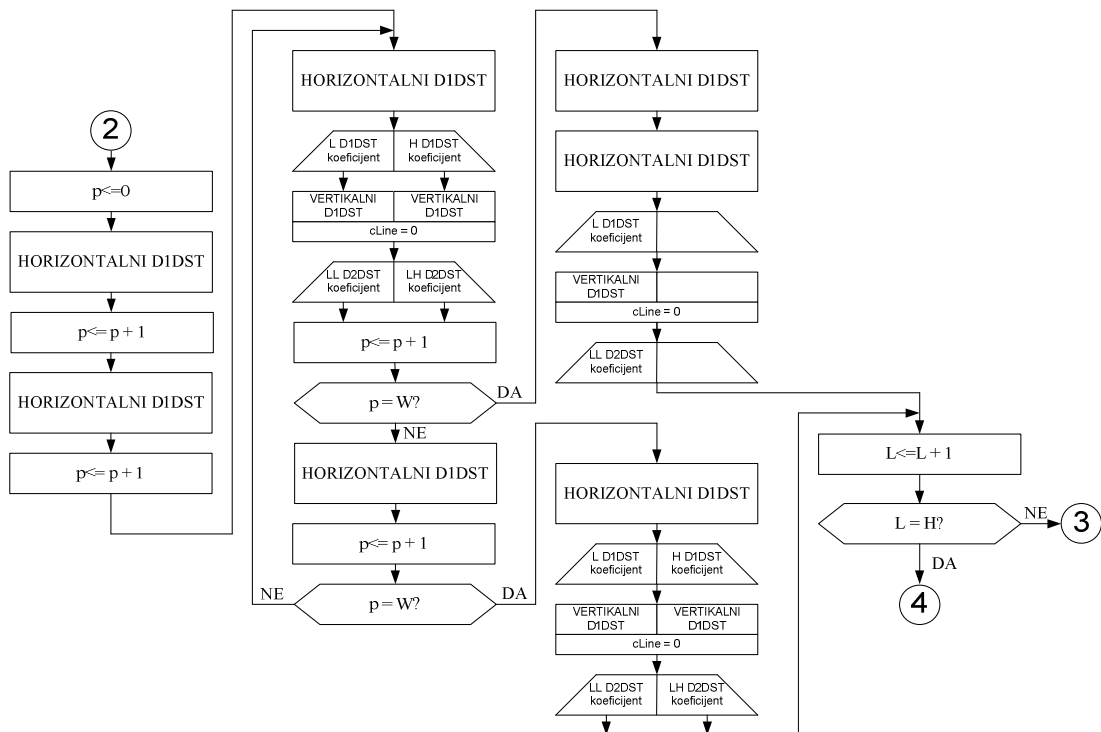 2
p<=0
HORIZONTALNI D1DST
p<= p + 1
HORIZONTALNI D1DST
p<= p + 1
HORIZONTALNI D1DST
L D1DST
koeficijent
H D1DST
koeficijent
VERTIKALNI
D1DST
VERTIKALNI
D1DST
cLine = 0
LL D2DST
koeficijent
LH D2DST
koeficijent
p<= p + 1
p = W?
DA
NE
HORIZONTALNI D1DST
p<= p + 1
p = W?
NE
DA
HORIZONTALNI D1DST
HORIZONTALNI D1DST
L D1DST
koeficijent
VERTIKALNI
D1DST
cLine = 0
LL D2DST
koeficijent
HORIZONTALNI D1DST
L D1DST
koeficijent
H D1DST
koeficijent
VERTIKALNI
D1DST
VERTIKALNI
D1DST
cLine = 0
LL D2DST
koeficijent
LH D2DST
koeficijent
L<=L + 1
L = H?
NE
3
DA
4